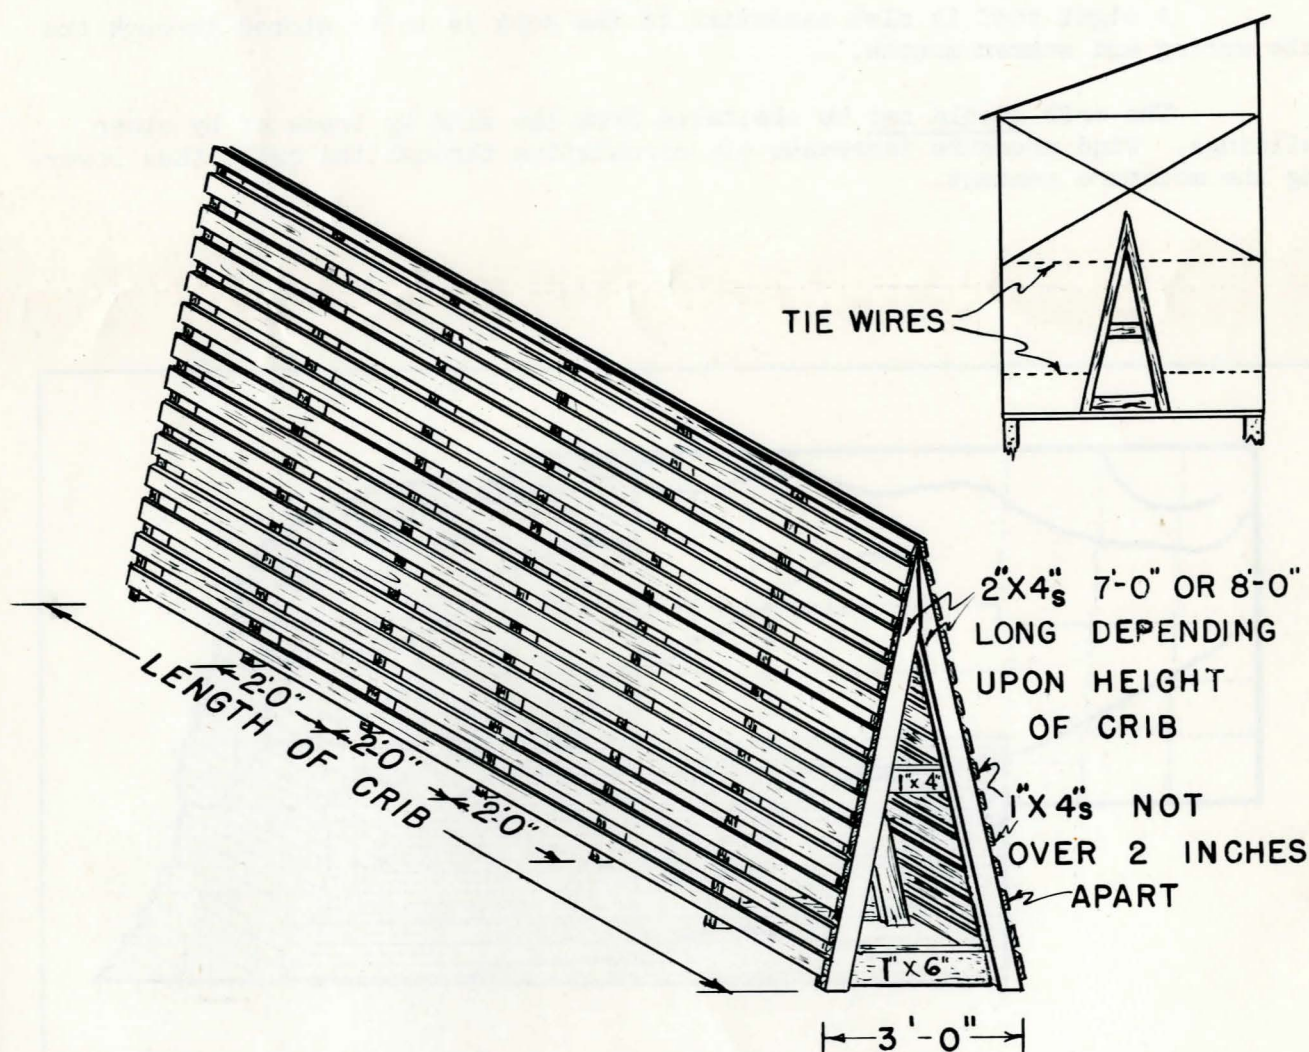 TIE WIRES
2"X4"s 7'-0" OR 8'-0"
LONG DEPENDING
UPON HEIGHT
OF CRIB
1"X4"s NOT
OVER 2 INCHES
APART
1"x4"
1"x6"
3'-0"
2'-0"
2'-0"
2'-0"
LENGTH OF CRIB